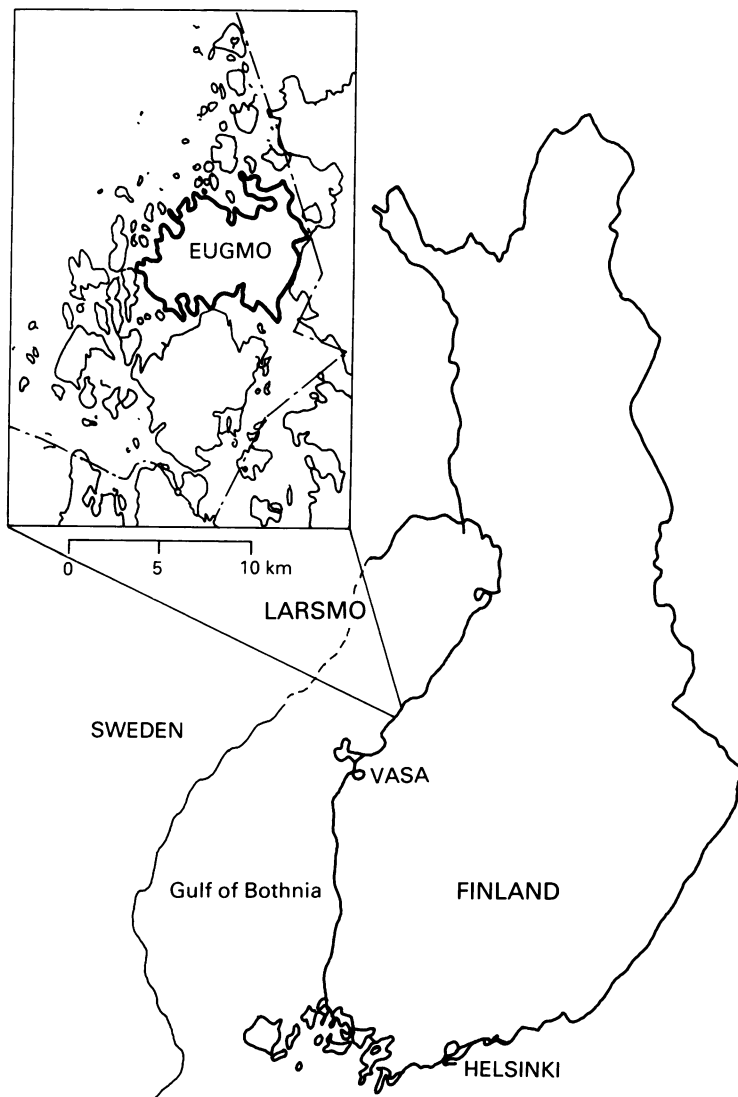 EUGMO
0 5 10 km
LARSMO
SWEDEN
VASA
Gulf of Bothnia
FINLAND
HELSINKI